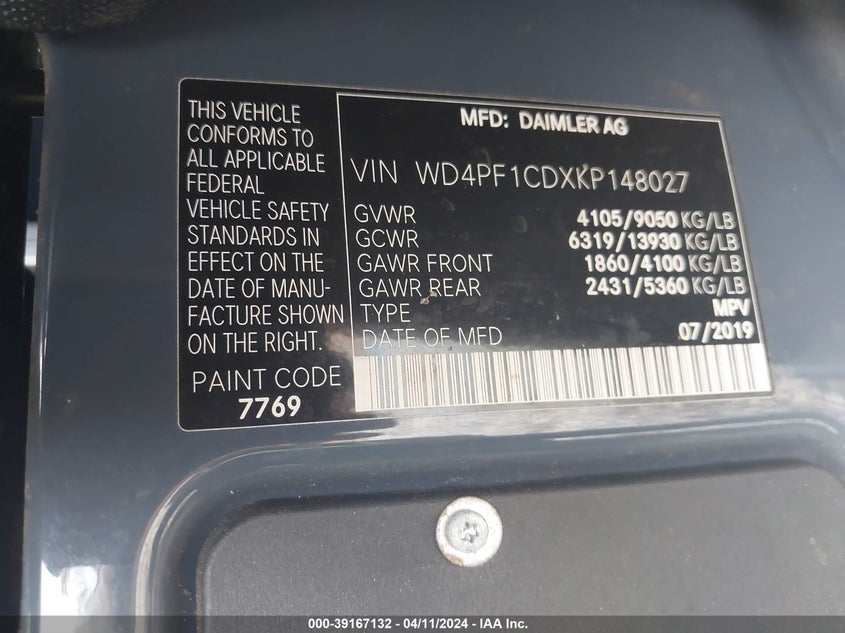 THIS VEHICLE
CONFORMS TO
ALL APPLICABLE
FEDERAL
VEHICLE SAFETY
STANDARDS IN
EFFECT ON THE
DATE OF MANU-
FACTURE SHOWN
ON THE RIGHT.
PAINT CODE
7769
MFD: DAIMLER AG
VIN WD4PF1CDXKP148027
GVWR 4105/9050 KG/LB
GCWR 6319/13930 KG/LB
GAWR FRONT 1860/4100 KG/LB
GAWR REAR 2431/5360 KG/LB
TYPE MPV
DATE OF MFD 07/2019
000-39167132 - 04/11/2024 - IAA Inc.